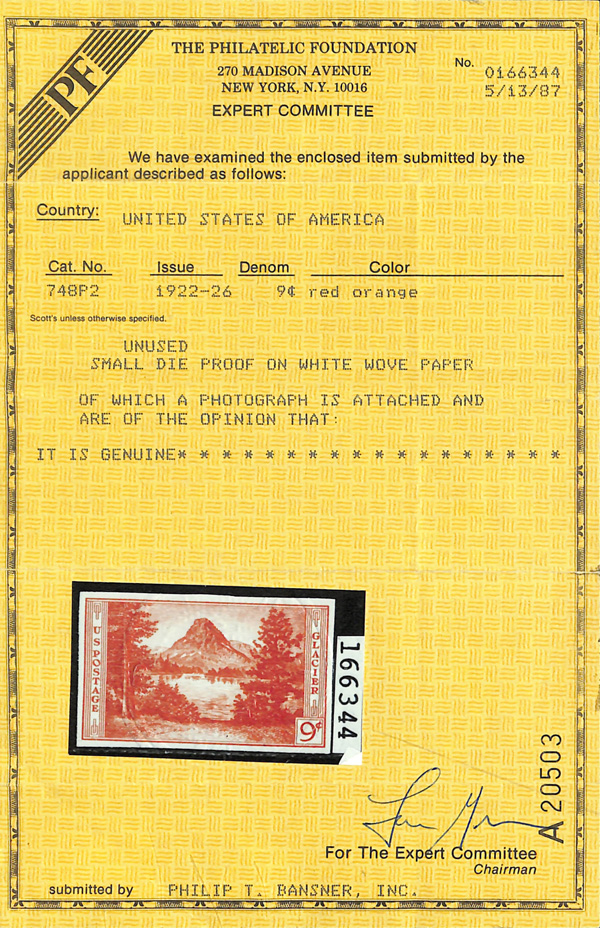 PF
THE PHILATELIC FOUNDATION
270 MADISON AVENUE
NEW YORK, N.Y. 10016
EXPERT COMMITTEE
No. 0166344
5/13/87
We have examined the enclosed item submitted by the
applicant described as follows:
Country: UNITED STATES OF AMERICA
Cat. No. Issue Denom Color
748P2 1922-26 9¢ red orange
Scott's unless otherwise specified.
UNUSED
SMALL DIE PROOF ON WHITE WOVE PAPER
OF WHICH A PHOTOGRAPH IS ATTACHED AND
ARE OF THE OPINION THAT:
IT IS GENUINE* * * * * * * * * * * * * * * * * *
U S POSTAGE
GLACIER
9¢
166344
A 20503
For The Expert Committee
Chairman
submitted by PHILIP T. BANSNER, INC.